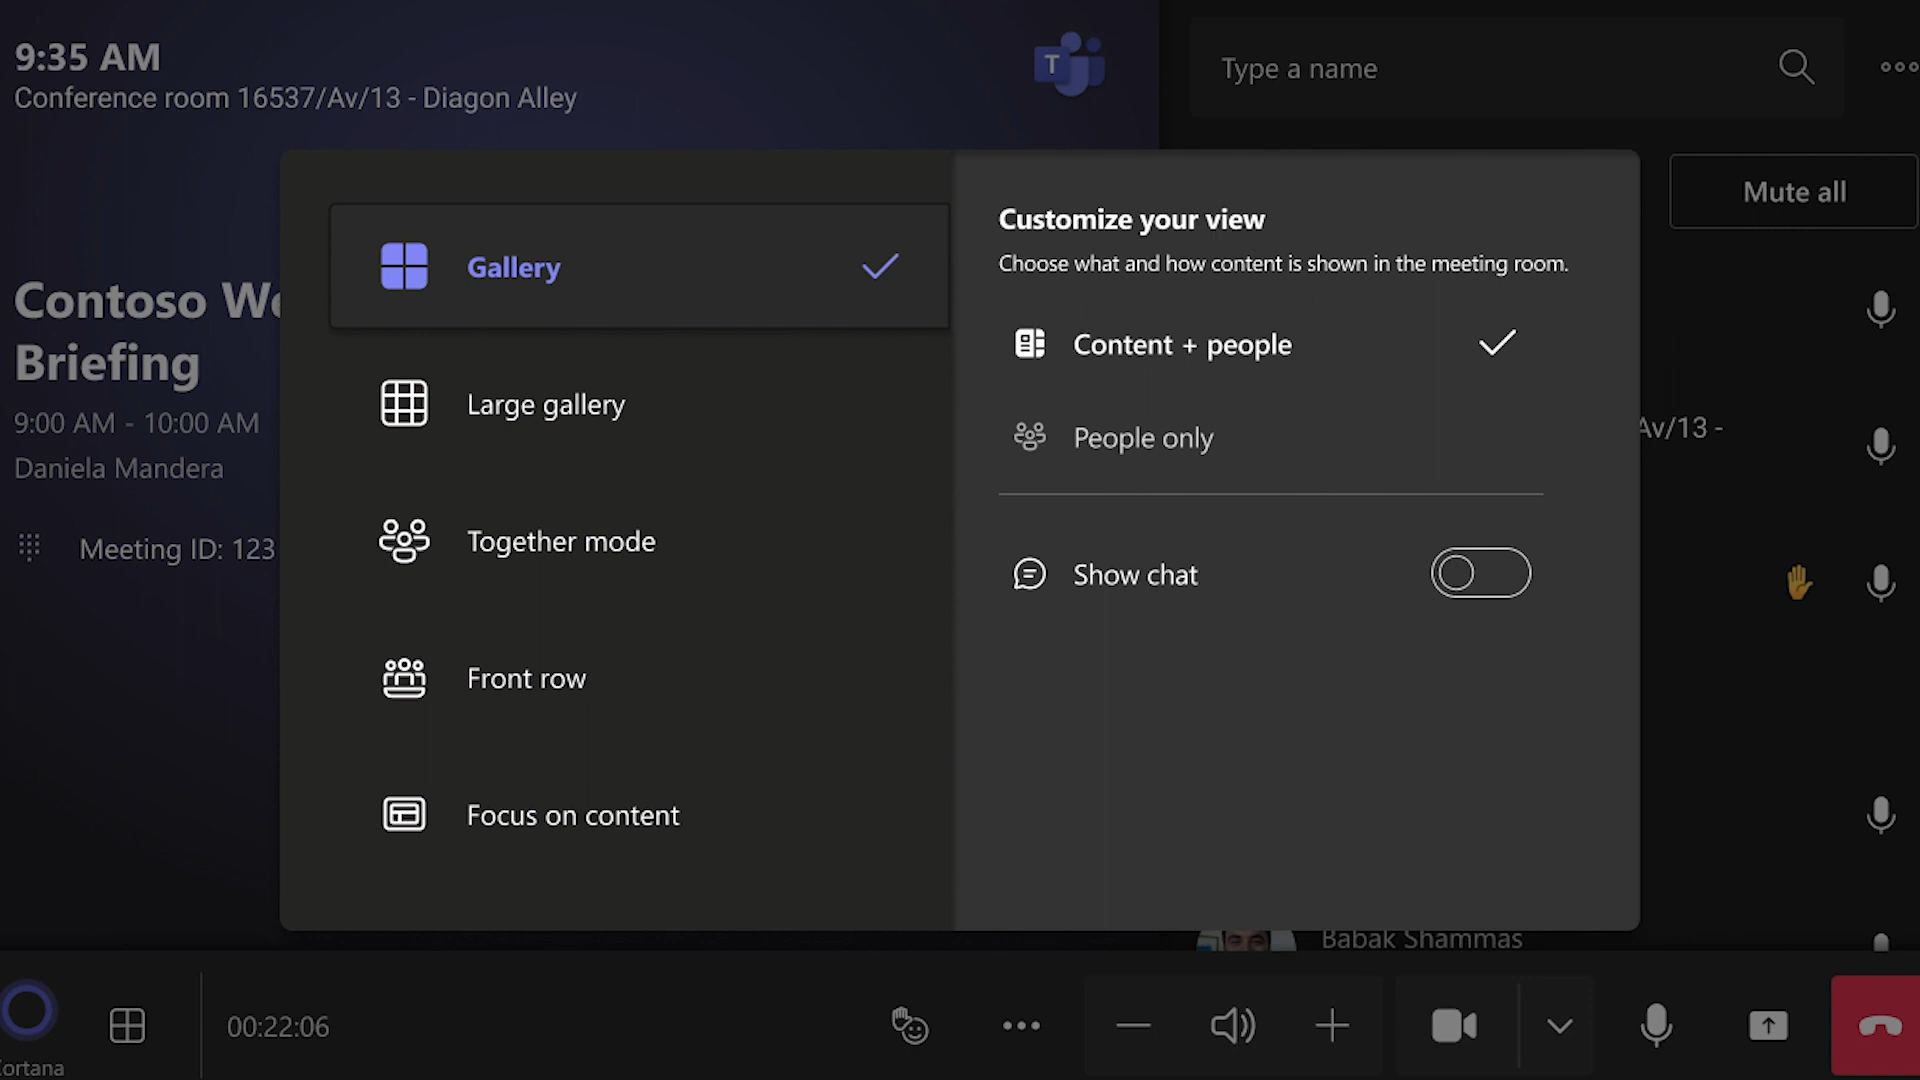 9:35 AM
Conference room 16537/Av/13 - Diagon Alley
T
Type a name
Mute all
Contoso We
Briefing
9:00 AM - 10:00 AM
Daniela Mandera
Meeting ID: 123
Gallery
Large gallery
Together mode
Front row
Focus on content
Customize your view
Choose what and how content is shown in the meeting room.
Content + people
People only
Show chat
Av/13 -
Babak Shammas
ortana
00:22:06